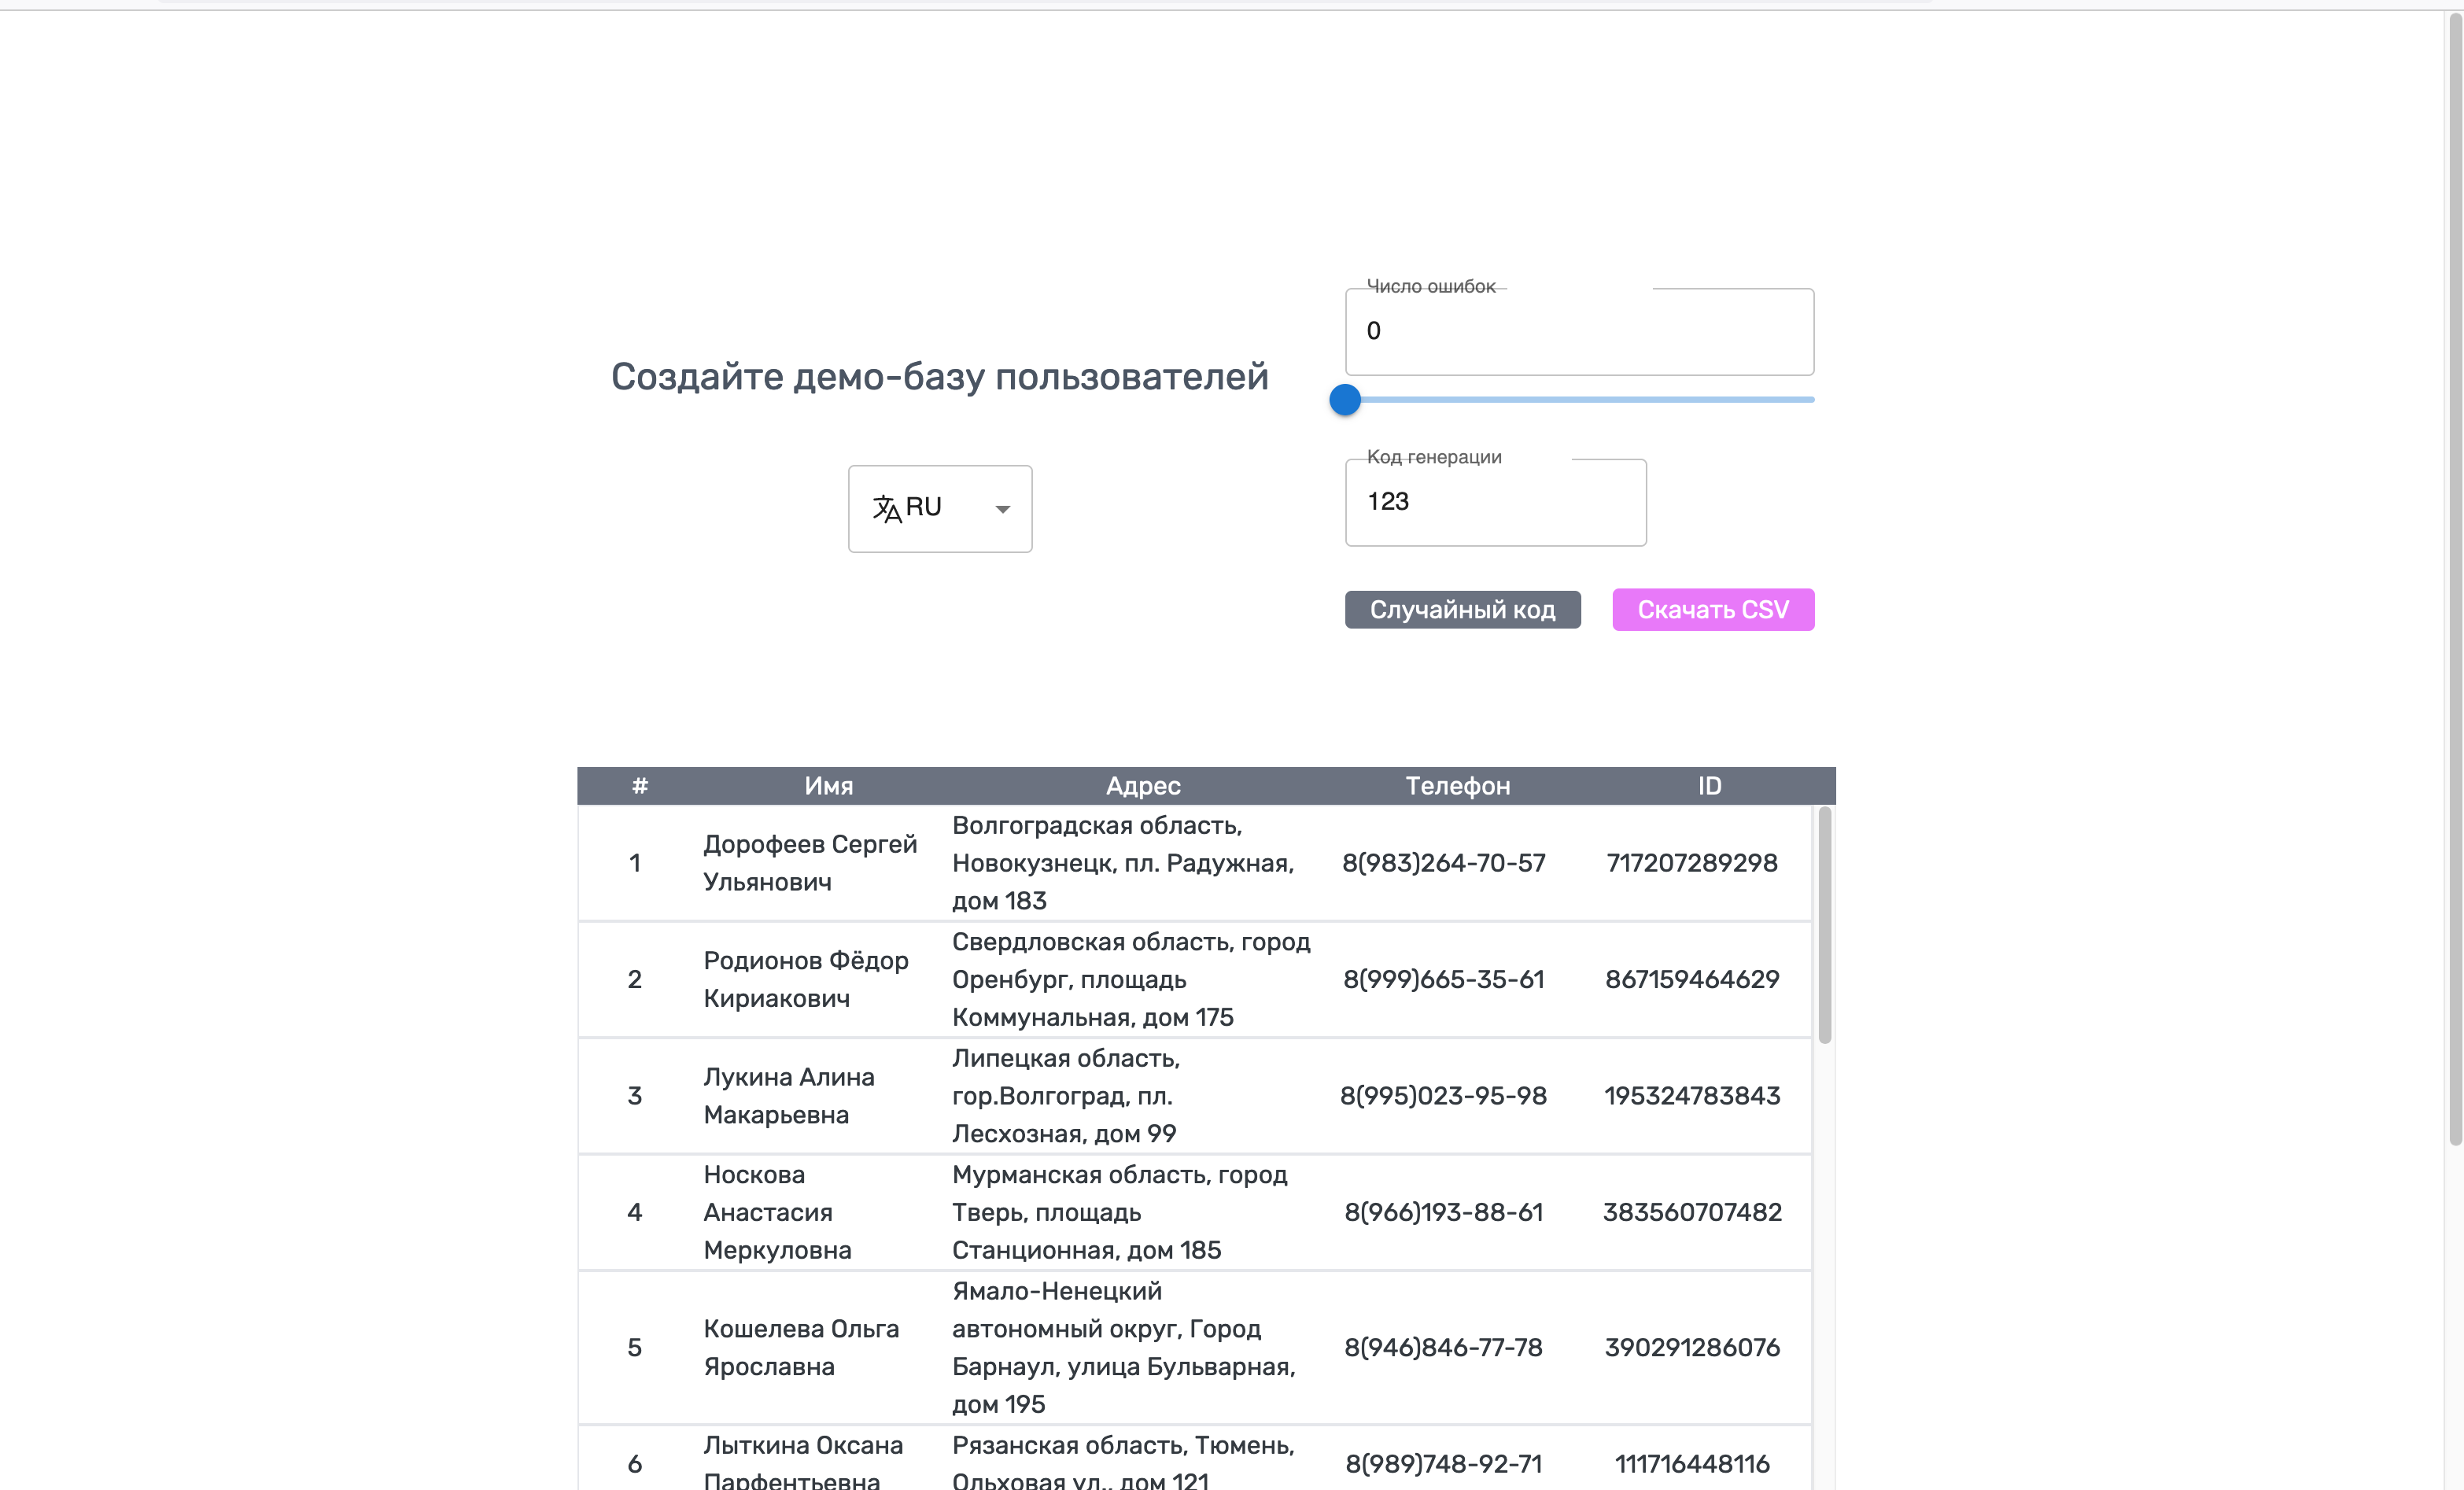 Число ошибок
0
Создайте демо-базу пользователей
Код генерации
123
RU
Случайный код
Скачать CSV
# Имя Адрес Телефон ID
1
Дорофеев Сергей
Ульянович
Волгоградская область,
Новокузнецк, пл. Радужная,
дом 183
8(983)264-70-57
717207289298
2
Родионов Фёдор
Кириакович
Свердловская область, город
Оренбург, площадь
Коммунальная, дом 175
8(999)665-35-61
867159464629
3
Лукина Алина
Макарьевна
Липецкая область,
гор.Волгоград, пл.
Лесхозная, дом 99
8(995)023-95-98
195324783843
4
Носкова
Анастасия
Меркуловна
Мурманская область, город
Тверь, площадь
Станционная, дом 185
8(966)193-88-61
383560707482
5
Кошелева Ольга
Ярославна
Ямало-Ненецкий
автономный округ, Город
Барнаул, улица Бульварная,
дом 195
8(946)846-77-78
390291286076
6
Лыткина Оксана
Парфентьевна
Рязанская область, Тюмень,
Ольховая ул., дом 121
8(989)748-92-71
111716448116